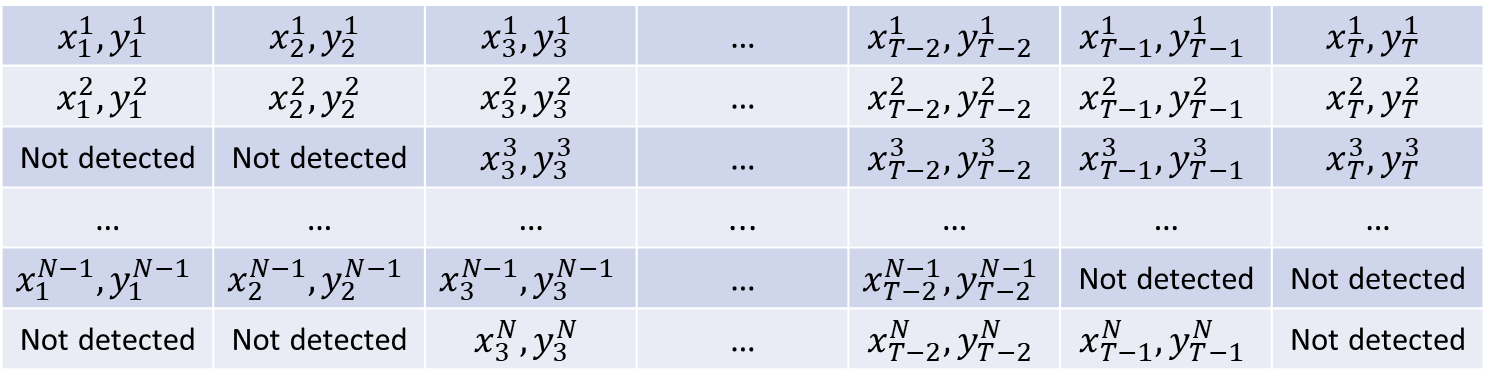 $x_1^1, y_1^1$ $x_2^1, y_2^1$ $x_3^1, y_3^1$ ... $x_{T-2}^1, y_{T-2}^1$ $x_{T-1}^1, y_{T-1}^1$ $x_T^1, y_T^1$
$x_1^2, y_1^2$ $x_2^2, y_2^2$ $x_3^2, y_3^2$ ... $x_{T-2}^2, y_{T-2}^2$ $x_{T-1}^2, y_{T-1}^2$ $x_T^2, y_T^2$
Not detected Not detected $x_3^3, y_3^3$ ... $x_{T-2}^3, y_{T-2}^3$ $x_{T-1}^3, y_{T-1}^3$ $x_T^3, y_T^3$
... ... ... ... ... ... ...
$x_1^{N-1}, y_1^{N-1}$ $x_2^{N-1}, y_2^{N-1}$ $x_3^{N-1}, y_3^{N-1}$ ... $x_{T-2}^{N-1}, y_{T-2}^{N-1}$ Not detected Not detected
Not detected Not detected $x_3^N, y_3^N$ ... $x_{T-2}^N, y_{T-2}^N$ $x_{T-1}^N, y_{T-1}^N$ Not detected